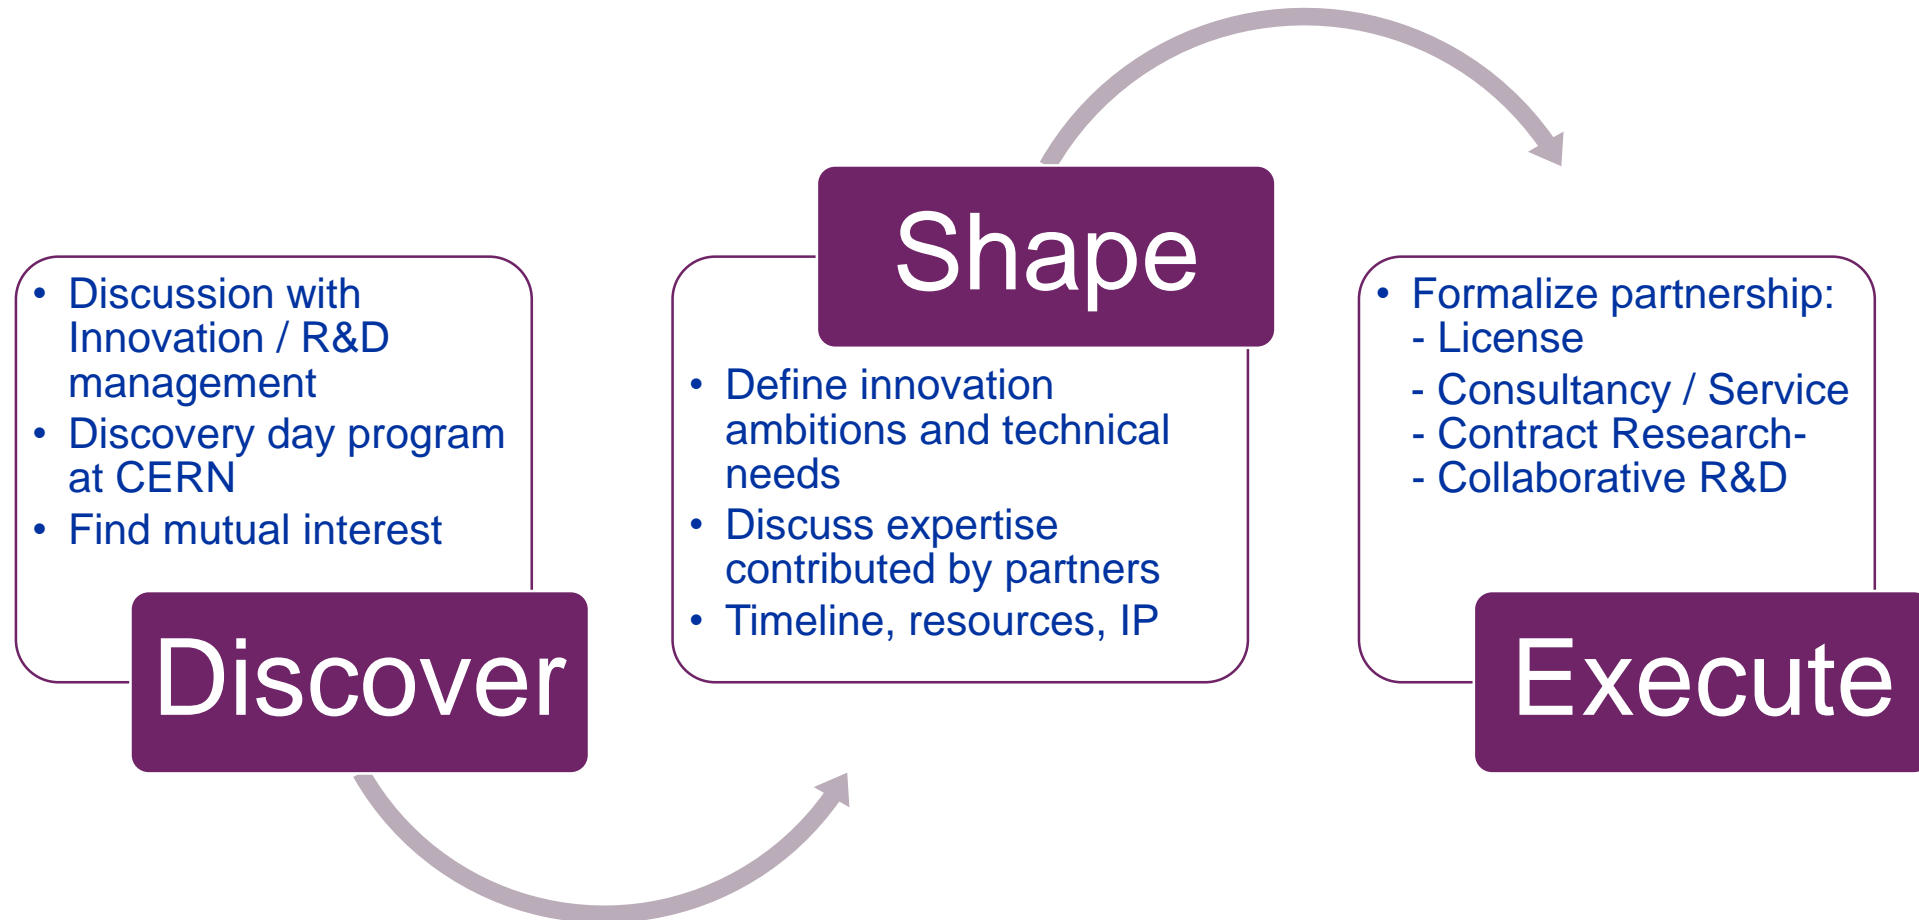 • Discussion with
Innovation / R&D
management
• Discovery day program
at CERN
• Find mutual interest
Discover
Shape
• Define innovation
ambitions and technical
needs
• Discuss expertise
contributed by partners
• Timeline, resources, IP
• Formalize partnership:
- License
- Consultancy / Service
- Contract Research-
- Collaborative R&D
Execute